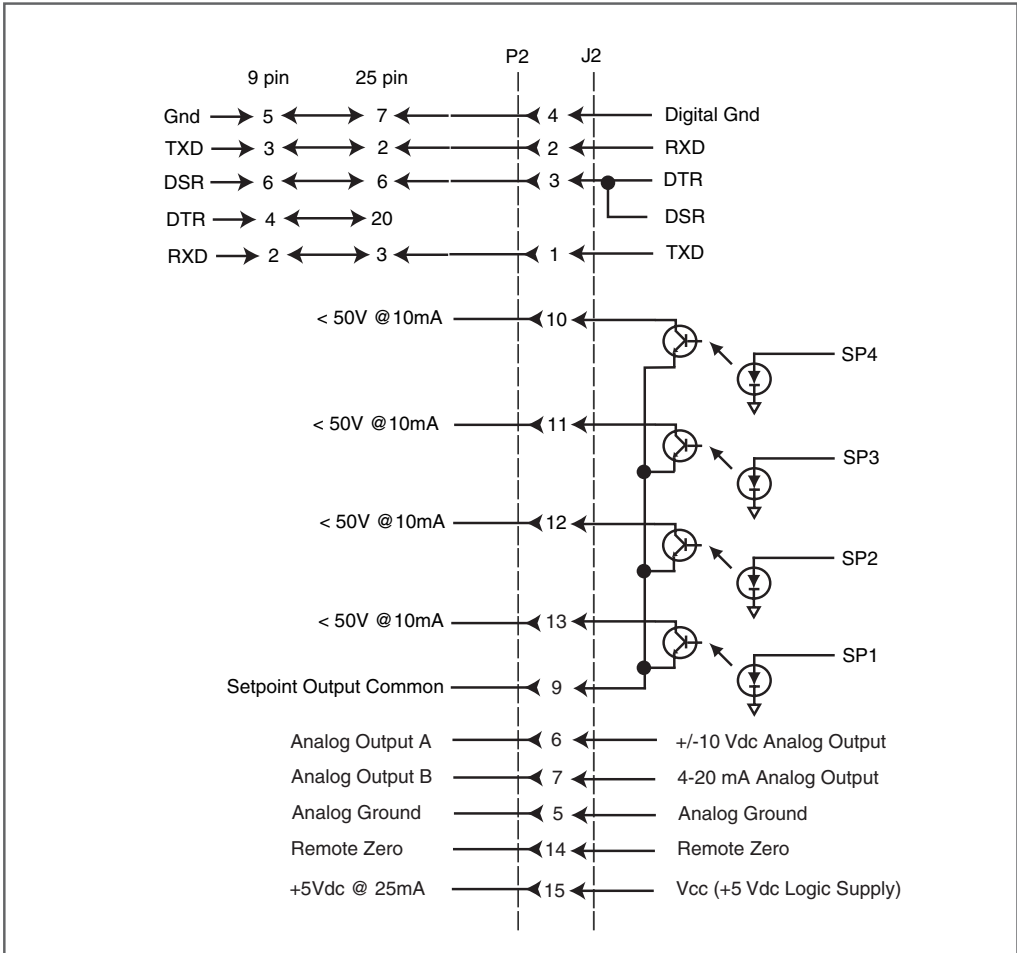 P2 J2
9 pin 25 pin
Gnd 5 7 4 Digital Gnd
TXD 3 2 2 RXD
DSR 6 6 3 DTR
DSR
DTR 4 20
RXD 2 3 1 TXD
< 50V @10mA 10
SP4
< 50V @10mA 11
SP3
< 50V @10mA 12
SP2
< 50V @10mA 13
SP1
Setpoint Output Common 9
Analog Output A 6 +/-10 Vdc Analog Output
Analog Output B 7 4-20 mA Analog Output
Analog Ground 5 Analog Ground
Remote Zero 14 Remote Zero
+5Vdc @ 25mA 15 Vcc (+5 Vdc Logic Supply)